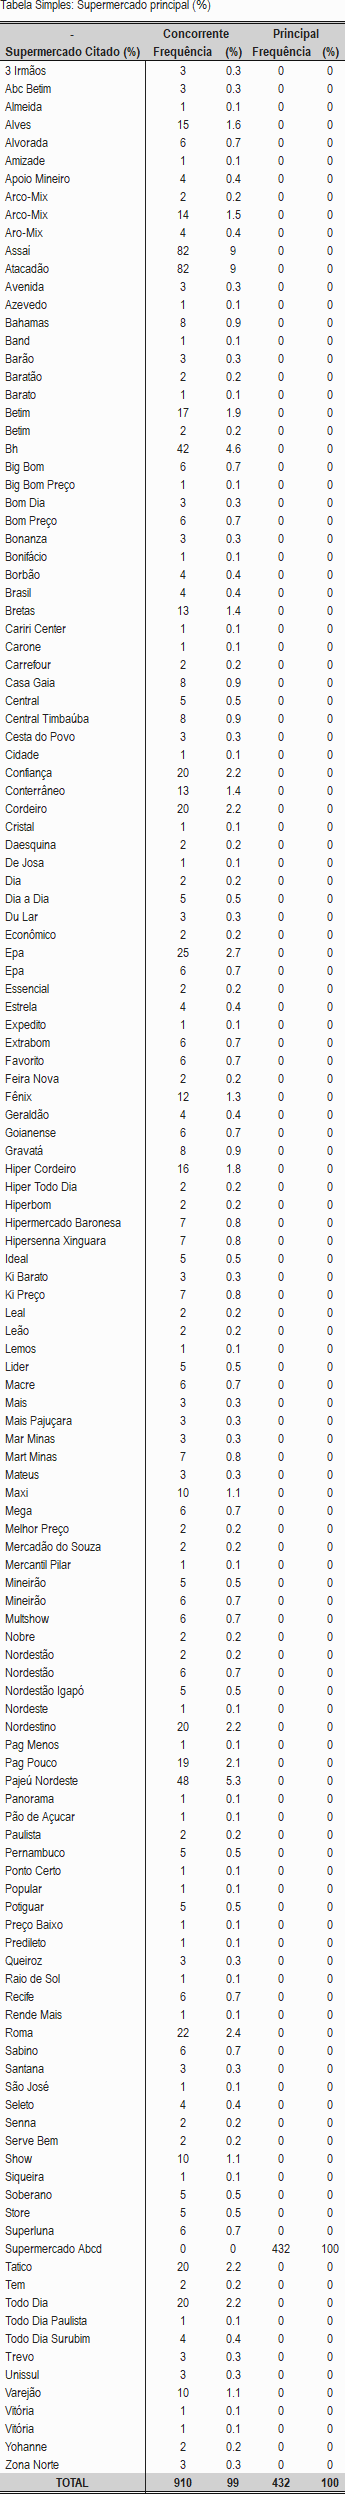 Tabela Simples: Supermercado principal (%)
- Concorrente Principal
Supermercado Citado (%) Frequência (%) Frequência (%)
3 Irmãos 3 0.3 0 0
Abc Betim 3 0.3 0 0
Almeida 1 0.1 0 0
Alves 15 1.6 0 0
Alvorada 6 0.7 0 0
Amizade 1 0.1 0 0
Apoio Mineiro 4 0.4 0 0
Arco-Mix 2 0.2 0 0
Arco-Mix 14 1.5 0 0
Aro-Mix 4 0.4 0 0
Assaí 82 9 0 0
Atacadão 82 9 0 0
Avenida 3 0.3 0 0
Azevedo 1 0.1 0 0
Bahamas 8 0.9 0 0
Band 1 0.1 0 0
Barão 3 0.3 0 0
Baratão 2 0.2 0 0
Barato 1 0.1 0 0
Betim 17 1.9 0 0
Betim 2 0.2 0 0
Bh 42 4.6 0 0
Big Bom 6 0.7 0 0
Big Bom Preço 1 0.1 0 0
Bom Dia 3 0.3 0 0
Bom Preço 6 0.7 0 0
Bonanza 3 0.3 0 0
Bonifácio 1 0.1 0 0
Borbão 4 0.4 0 0
Brasil 4 0.4 0 0
Bretas 13 1.4 0 0
Cariri Center 1 0.1 0 0
Carone 1 0.1 0 0
Carrefour 2 0.2 0 0
Casa Gaia 8 0.9 0 0
Central 5 0.5 0 0
Central Timbaúba 8 0.9 0 0
Cesta do Povo 3 0.3 0 0
Cidade 1 0.1 0 0
Confiança 20 2.2 0 0
Conterrâneo 13 1.4 0 0
Cordeiro 20 2.2 0 0
Cristal 1 0.1 0 0
Daesquina 2 0.2 0 0
De Josa 1 0.1 0 0
Dia 2 0.2 0 0
Dia a Dia 5 0.5 0 0
Du Lar 3 0.3 0 0
Econômico 2 0.2 0 0
Epa 25 2.7 0 0
Epa 6 0.7 0 0
Essencial 2 0.2 0 0
Estrela 4 0.4 0 0
Expedito 1 0.1 0 0
Extrabom 6 0.7 0 0
Favorito 6 0.7 0 0
Feira Nova 2 0.2 0 0
Fênix 12 1.3 0 0
Geraldão 4 0.4 0 0
Goianense 6 0.7 0 0
Gravatá 8 0.9 0 0
Hiper Cordeiro 16 1.8 0 0
Hiper Todo Dia 2 0.2 0 0
Hiperbom 2 0.2 0 0
Hipermercado Baronesa 7 0.8 0 0
Hipersenna Xinguara 7 0.8 0 0
Ideal 5 0.5 0 0
Ki Barato 3 0.3 0 0
Ki Preço 7 0.8 0 0
Leal 2 0.2 0 0
Leão 2 0.2 0 0
Lemos 1 0.1 0 0
Lider 5 0.5 0 0
Macre 6 0.7 0 0
Mais 3 0.3 0 0
Mais Pajuçara 3 0.3 0 0
Mar Minas 3 0.3 0 0
Mart Minas 7 0.8 0 0
Mateus 3 0.3 0 0
Maxi 10 1.1 0 0
Mega 6 0.7 0 0
Melhor Preço 2 0.2 0 0
Mercadão do Souza 2 0.2 0 0
Mercantil Pilar 1 0.1 0 0
Mineirão 5 0.5 0 0
Mineirão 6 0.7 0 0
Multshow 6 0.7 0 0
Nobre 2 0.2 0 0
Nordestão 2 0.2 0 0
Nordestão 6 0.7 0 0
Nordestão Igapó 5 0.5 0 0
Nordeste 1 0.1 0 0
Nordestino 20 2.2 0 0
Pag Menos 1 0.1 0 0
Pag Pouco 19 2.1 0 0
Pajeú Nordeste 48 5.3 0 0
Panorama 1 0.1 0 0
Pão de Açucar 1 0.1 0 0
Paulista 2 0.2 0 0
Pernambuco 5 0.5 0 0
Ponto Certo 1 0.1 0 0
Popular 1 0.1 0 0
Potiguar 5 0.5 0 0
Preço Baixo 1 0.1 0 0
Predileto 1 0.1 0 0
Queiroz 3 0.3 0 0
Raio de Sol 1 0.1 0 0
Recife 6 0.7 0 0
Rende Mais 1 0.1 0 0
Roma 22 2.4 0 0
Sabino 6 0.7 0 0
Santana 3 0.3 0 0
São José 1 0.1 0 0
Seleto 4 0.4 0 0
Senna 2 0.2 0 0
Serve Bem 2 0.2 0 0
Show 10 1.1 0 0
Siqueira 1 0.1 0 0
Soberano 5 0.5 0 0
Store 5 0.5 0 0
Superluna 6 0.7 0 0
Supermercado Abcd 0 0 432 100
Tatico 20 2.2 0 0
Tem 2 0.2 0 0
Todo Dia 20 2.2 0 0
Todo Dia Paulista 1 0.1 0 0
Todo Dia Surubim 4 0.4 0 0
Trevo 3 0.3 0 0
Unissul 3 0.3 0 0
Varejão 10 1.1 0 0
Vitória 1 0.1 0 0
Vitória 1 0.1 0 0
Yohanne 2 0.2 0 0
Zona Norte 3 0.3 0 0
TOTAL 910 99 432 100